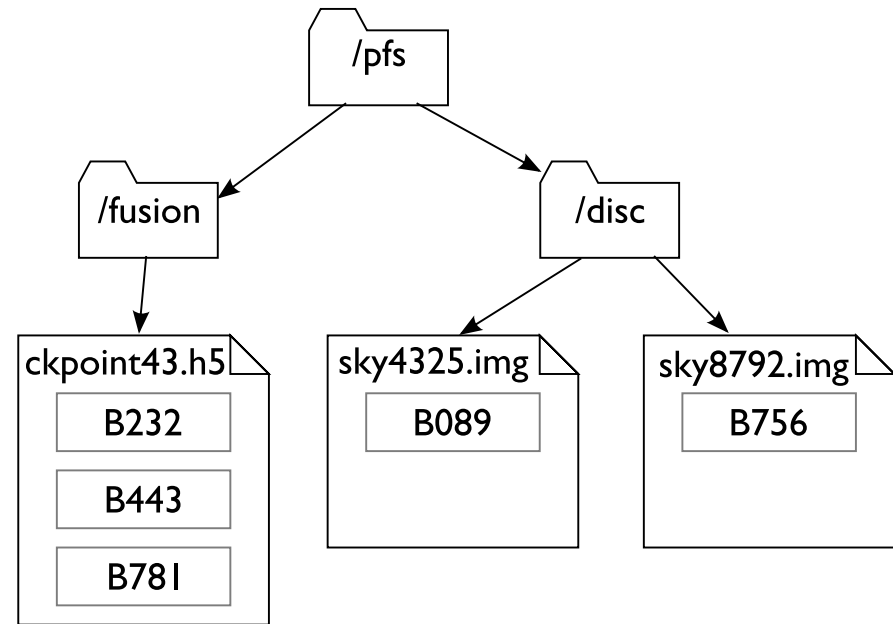 /pfs
/fusion
/disc
ckpoint43.h5
B232
B443
B781
sky4325.img
B089
sky8792.img
B756